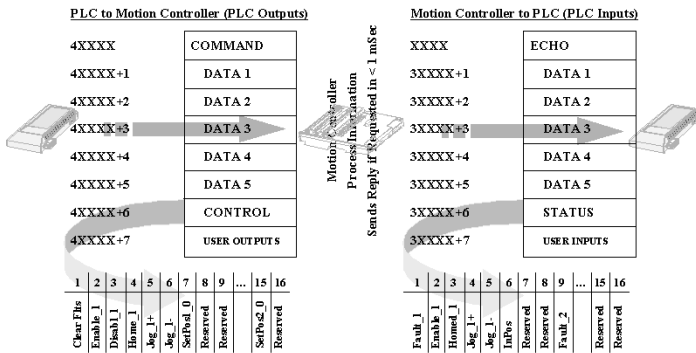 PLC to Motion Controller (PLC Outputs)
4XXXX COMMAND
4XXXX+1 DATA 1
4XXXX+2 DATA 2
4XXXX+3 DATA 3
4XXXX+4 DATA 4
4XXXX+5 DATA 5
4XXXX+6 CONTROL
4XXXX+7 USER OUTPUTS
1 2 3 4 5 6 7 8 9 ... 15 16
Clear Flts
Enable_1
Disabl_1
Home_1
Jog_1+
Jog_1-
SetPos1_0
Reserved
Reserved
SetPos2_0
Reserved
Motion Controller
Process Information
Sends Reply if Requested in < 1 mSec
Motion Controller to PLC (PLC Inputs)
XXXX ECHO
3XXXX+1 DATA 1
3XXXX+2 DATA 2
3XXXX+3 DATA 3
3XXXX+4 DATA 4
3XXXX+5 DATA 5
3XXXX+6 STATUS
3XXXX+7 USER INPUTS
1 2 3 4 5 6 7 8 9 ... 15 16
Fault_1
Enable_1
Homed_1
Jog_1+
Jog_1-
InPos
Reserved
Reserved
Fault_2
Reserved
Reserved